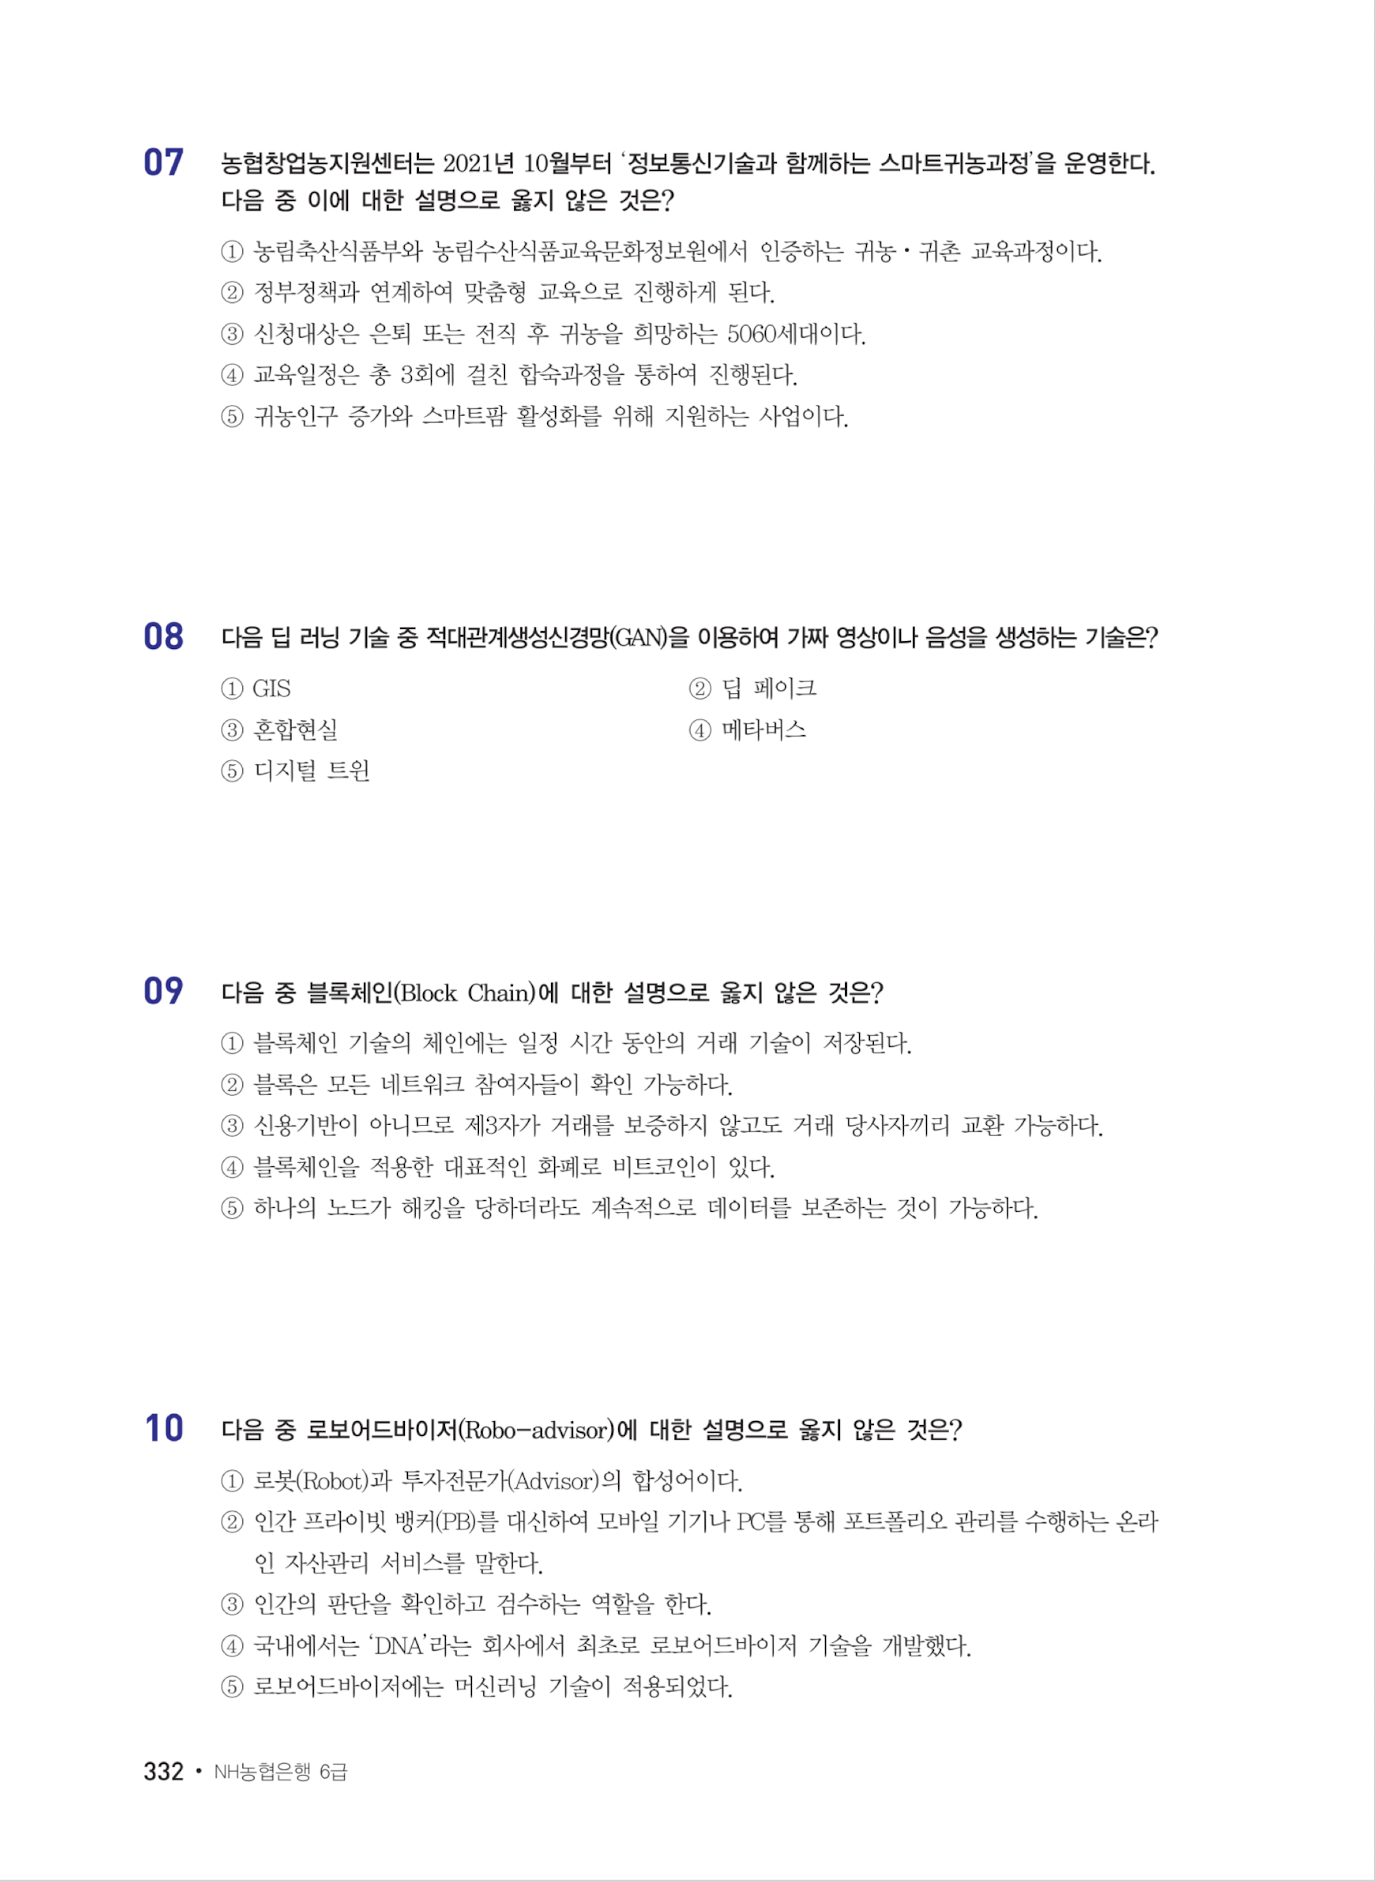 07 농협창업농지원센터는 2021년 10월부터 ‘정보통신기술과 함께하는 스마트귀농과정’을 운영한다.
다음 중 이에 대한 설명으로 옳지 않은 것은?
① 농림축산식품부와 농림수산식품교육문화정보원에서 인증하는 귀농・귀촌 교육과정이다.
② 정부정책과 연계하여 맞춤형 교육으로 진행하게 된다.
③ 신청대상은 은퇴 또는 전직 후 귀농을 희망하는 5060세대이다.
④ 교육일정은 총 3회에 걸친 합숙과정을 통하여 진행된다.
⑤ 귀농인구 증가와 스마트팜 활성화를 위해 지원하는 사업이다.
08 다음 딥 러닝 기술 중 적대관계생성신경망(GAN)을 이용하여 가짜 영상이나 음성을 생성하는 기술은?
① GIS ② 딥 페이크
③ 혼합현실 ④ 메타버스
⑤ 디지털 트윈
09 다음 중 블록체인(Block Chain)에 대한 설명으로 옳지 않은 것은?
① 블록체인 기술의 체인에는 일정 시간 동안의 거래 기술이 저장된다.
② 블록은 모든 네트워크 참여자들이 확인 가능하다.
③ 신용기반이 아니므로 제3자가 거래를 보증하지 않고도 거래 당사자끼리 교환 가능하다.
④ 블록체인을 적용한 대표적인 화폐로 비트코인이 있다.
⑤ 하나의 노드가 해킹을 당하더라도 계속적으로 데이터를 보존하는 것이 가능하다.
10 다음 중 로보어드바이저(Robo-advisor)에 대한 설명으로 옳지 않은 것은?
① 로봇(Robot)과 투자전문가(Advisor)의 합성어이다.
② 인간 프라이빗 뱅커(PB)를 대신하여 모바일 기기나 PC를 통해 포트폴리오 관리를 수행하는 온라
인 자산관리 서비스를 말한다.
③ 인간의 판단을 확인하고 검수하는 역할을 한다.
④ 국내에서는 ‘DNA’라는 회사에서 최초로 로보어드바이저 기술을 개발했다.
⑤ 로보어드바이저에는 머신러닝 기술이 적용되었다.
332 • NH농협은행 6급